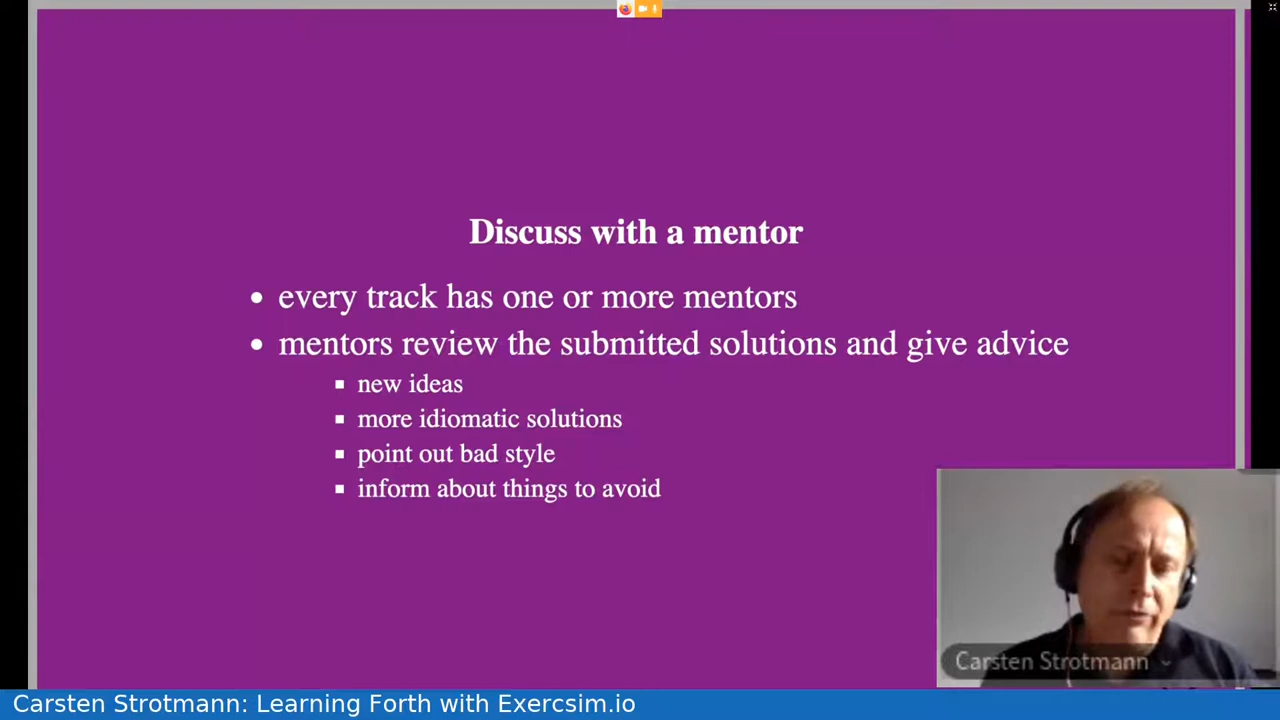 Discuss with a mentor
every track has one or more mentors
mentors review the submitted solutions and give advice
new ideas
more idiomatic solutions
point out bad style
inform about things to avoid
Carsten Strotmann
Carsten Strotmann: Learning Forth with Exercsim.io